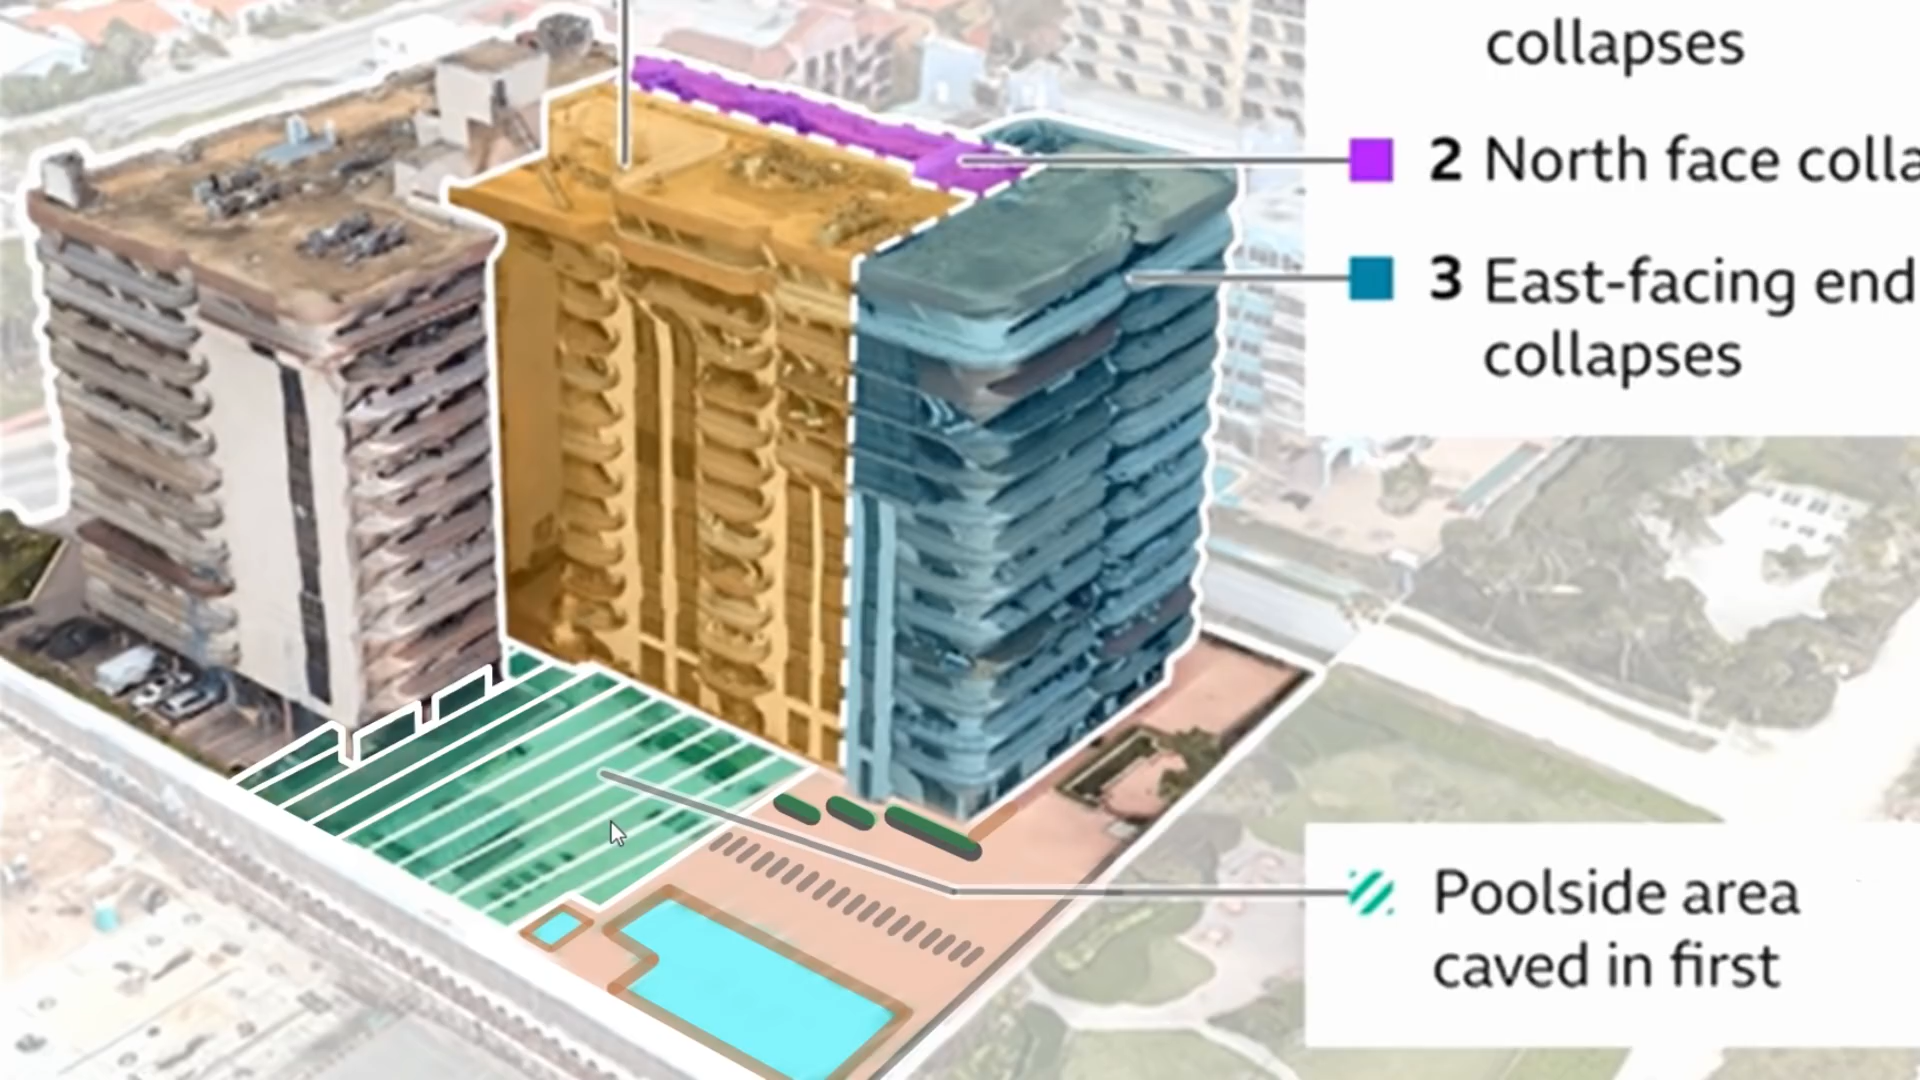 collapses
2 North face colla
3 East-facing end
collapses
Poolside area
caved in first